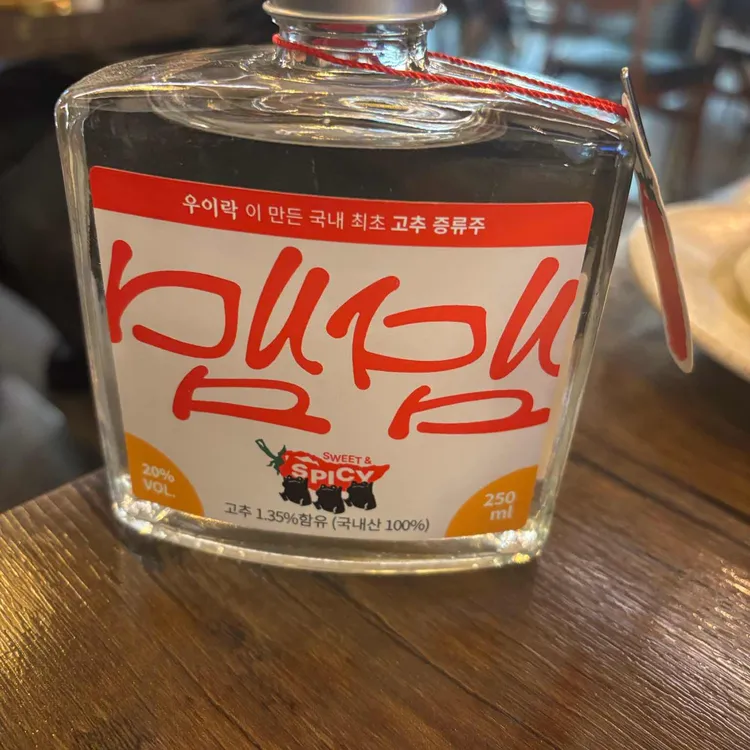 우이락 이 만든 국내 최초 고추 증류주
맵잼
SWEET &
SPICY
20%
VOL.
250
ml
고추 1.35%함유 (국내산 100%)